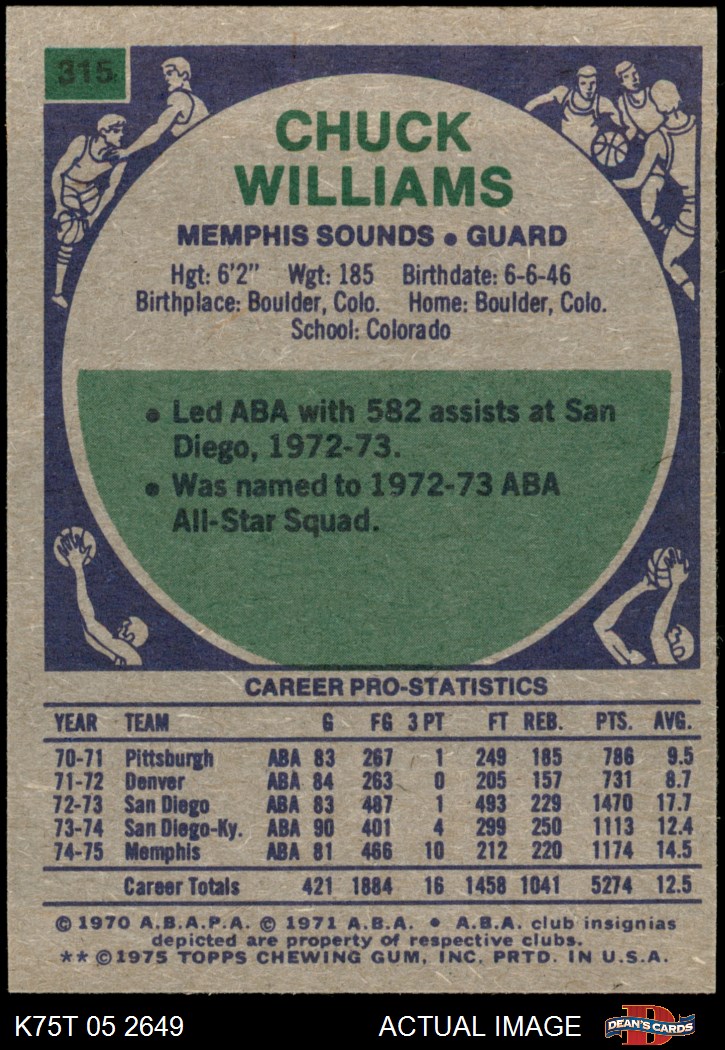 315
CHUCK
WILLIAMS
MEMPHIS SOUNDS • GUARD
Hgt: 6'2" Wgt: 185 Birthdate: 6-6-46
Birthplace: Boulder, Colo. Home: Boulder, Colo.
School: Colorado
• Led ABA with 582 assists at San
Diego, 1972-73.
• Was named to 1972-73 ABA
All-Star Squad.
CAREER PRO-STATISTICS
YEAR TEAM G FG 3 PT FT REB. PTS. AVG.
70-71 Pittsburgh ABA 83 267 1 249 185 786 9.5
71-72 Denver ABA 84 263 0 205 157 731 8.7
72-73 San Diego ABA 83 487 1 493 229 1470 17.7
73-74 San Diego-Ky. ABA 90 401 4 299 250 1113 12.4
74-75 Memphis ABA 81 466 10 212 220 1174 14.5
Career Totals 421 1884 16 1458 1041 5274 12.5
© 1970 A.B.A.P.A. © 1971 A.B.A. • A.B.A. club insignias
depicted are property of respective clubs.
** © 1975 TOPPS CHEWING GUM, INC. PRTD. IN U.S.A.
K75T 05 2649 ACTUAL IMAGE D DEAN'S CARDS